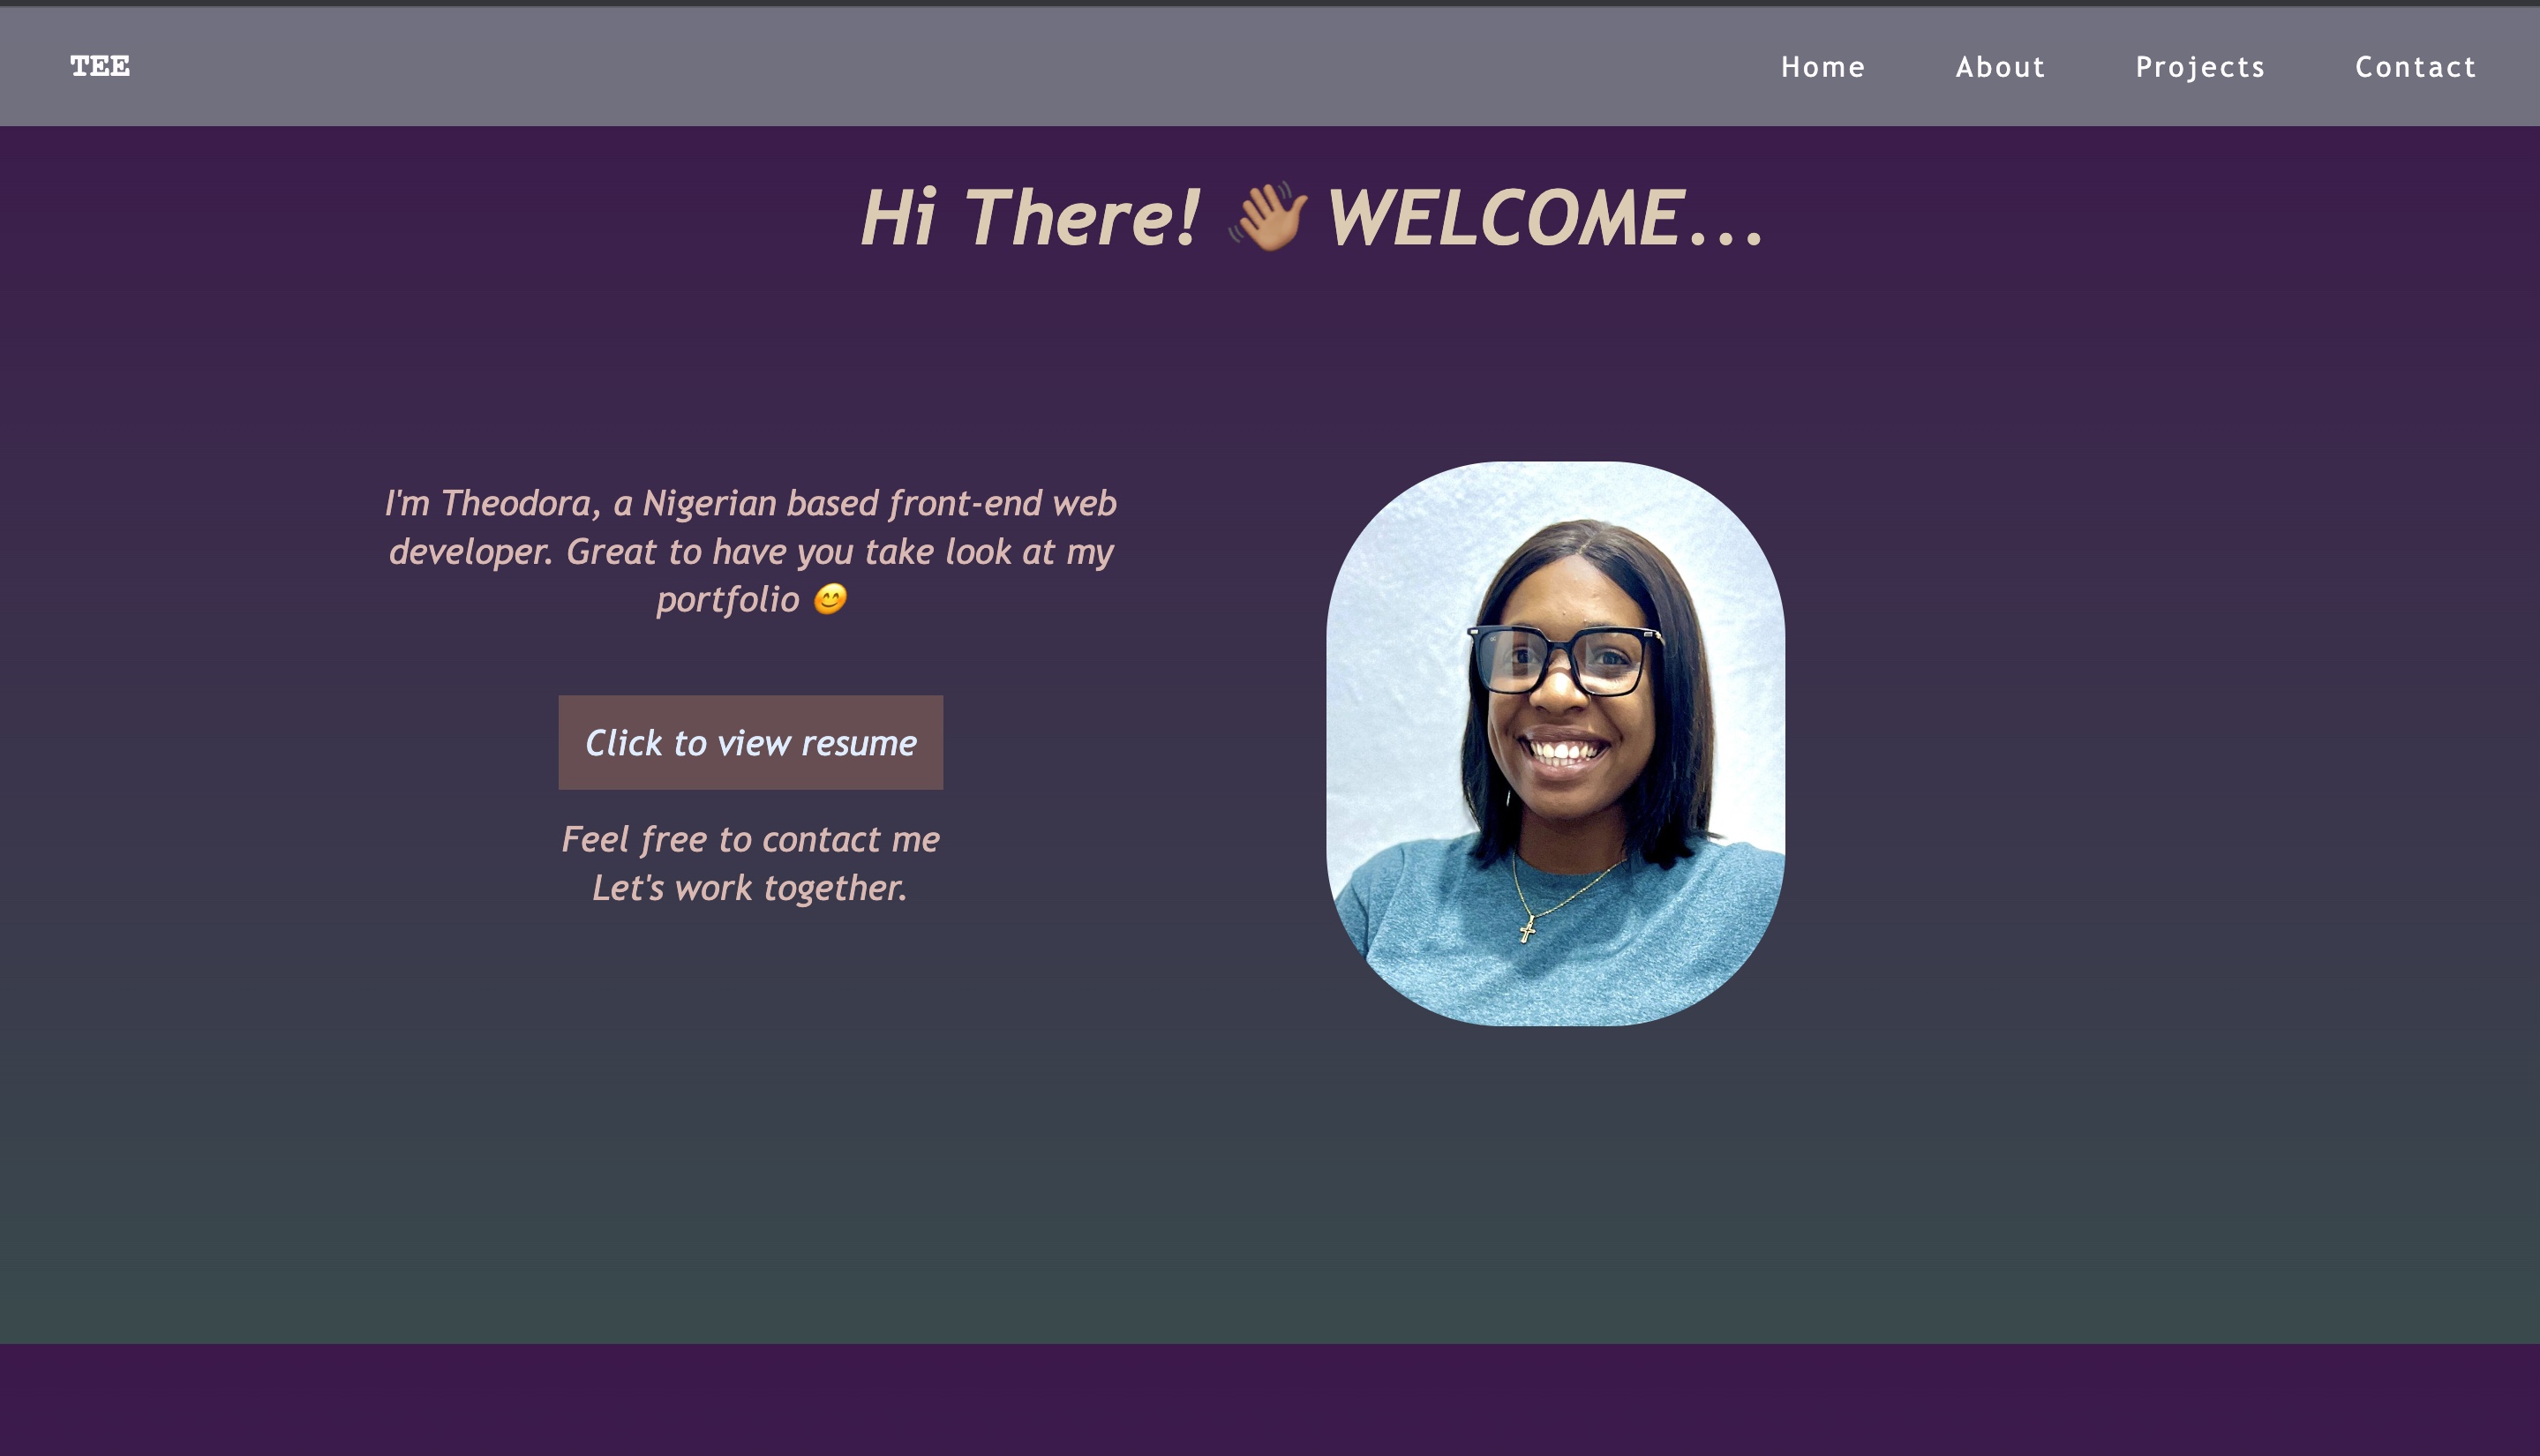 TEE
Home About Projects Contact
Hi There! 👋🏽 WELCOME...
I'm Theodora, a Nigerian based front-end web
developer. Great to have you take look at my
portfolio 😊
Click to view resume
Feel free to contact me
Let's work together.